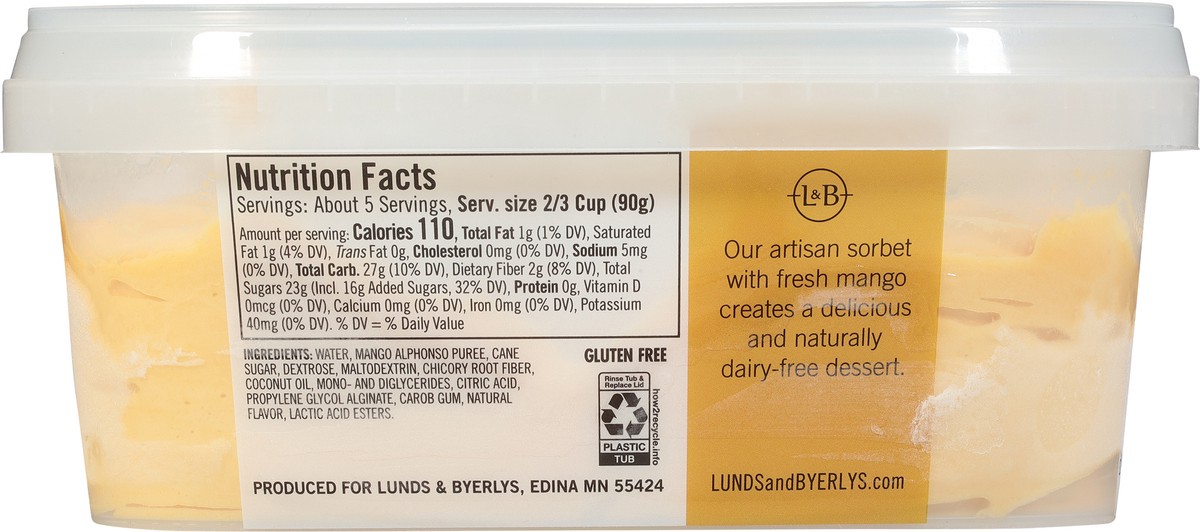 Nutrition Facts
Servings: About 5 Servings, Serv. size 2/3 Cup (90g)
Amount per serving: Calories 110, Total Fat 1g (1% DV), Saturated
Fat 1g (4% DV), Trans Fat 0g, Cholesterol 0mg (0% DV), Sodium 5mg
(0% DV), Total Carb. 27g (10% DV), Dietary Fiber 2g (8% DV), Total
Sugars 23g (Incl. 16g Added Sugars, 32% DV), Protein 0g, Vitamin D
0mcg (0% DV), Calcium 0mg (0% DV), Iron 0mg (0% DV), Potassium
40mg (0% DV). % DV = % Daily Value
INGREDIENTS: WATER, MANGO ALPHONSO PUREE, CANE
SUGAR, DEXTROSE, MALTODEXTRIN, CHICORY ROOT FIBER,
COCONUT OIL, MONO- AND DIGLYCERIDES, CITRIC ACID,
PROPYLENE GLYCOL ALGINATE, CAROB GUM, NATURAL
FLAVOR, LACTIC ACID ESTERS.
GLUTEN FREE
Rinse Tub &
Replace Lid
PLASTIC
TUB
how2recycle.info
PRODUCED FOR LUNDS & BYERLYS, EDINA MN 55424
L&B
Our artisan sorbet
with fresh mango
creates a delicious
and naturally
dairy-free dessert.
LUNDSandBYERLYS.com